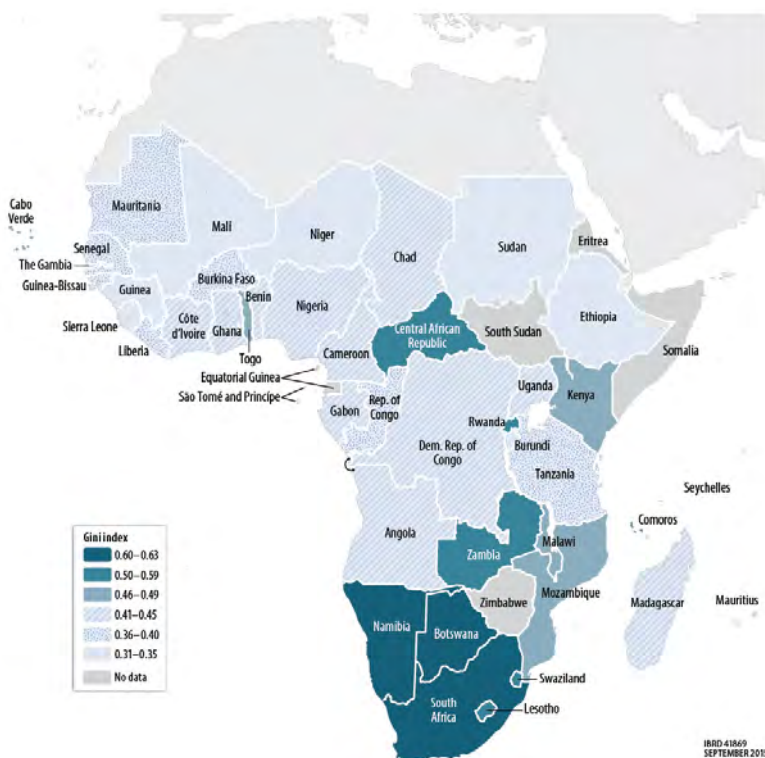 Cabo
Verde
Mauritania
Mali
Niger
Chad
Sudan
Eritrea
Senegal
The Gambia
Guinea-Bissau
Guinea
Burkina Faso
Benin
Nigeria
Ethiopia
Sierra Leone
Côte
d'Ivoire
Ghana
Liberia
Togo
Cameroon
Central African
Republic
South Sudan
Somalia
Equatorial Guinea
São Tomé and Príncipe
Gabon
Rep. of
Congo
Uganda
Kenya
Rwanda
Dem. Rep. of
Congo
Burundi
Tanzania
Seychelles
Comoros
Angola
Malawi
Zambia
Mozambique
Zimbabwe
Madagascar
Mauritius
Namibia
Botswana
Swaziland
South
Africa
Lesotho
Gini index
0.60–0.63
0.50–0.59
0.46–0.49
0.41–0.45
0.36–0.40
0.31–0.35
No data
IBRD 41869
SEPTEMBER 2015